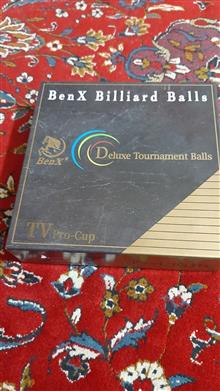 BenX Billiard Balls
BenX®
Deluxe Tournament Balls
TV Pro-Cup